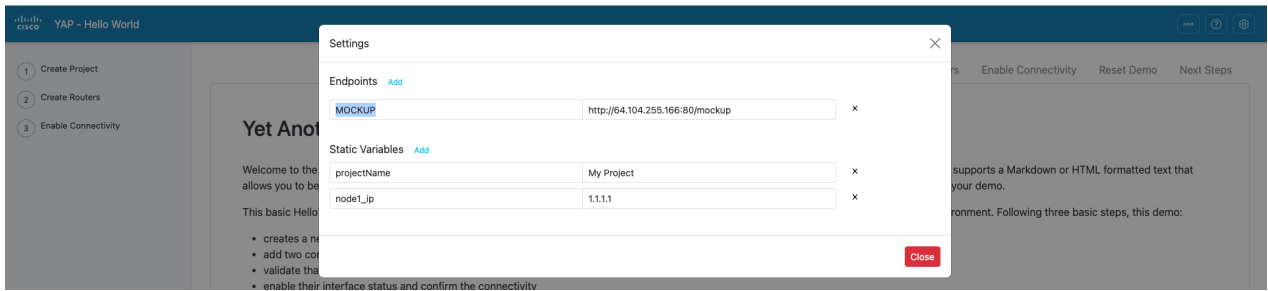 cisco YAP - Hello World
Settings
1 Create Project
2 Create Routers
3 Enable Connectivity
rs Enable Connectivity Reset Demo Next Steps
Endpoints Add
MOCKUP http://64.104.255.166:80/mockup ×
Static Variables Add
projectName My Project ×
node1_ip 1.1.1.1 ×
Close
Yet Anot
Welcome to the supports a Markdown or HTML formatted text that
allows you to be your demo.
This basic Hello ronment. Following three basic steps, this demo:
• creates a ne
• add two cor
• validate tha
• enable their interface status and confirm the connectivity